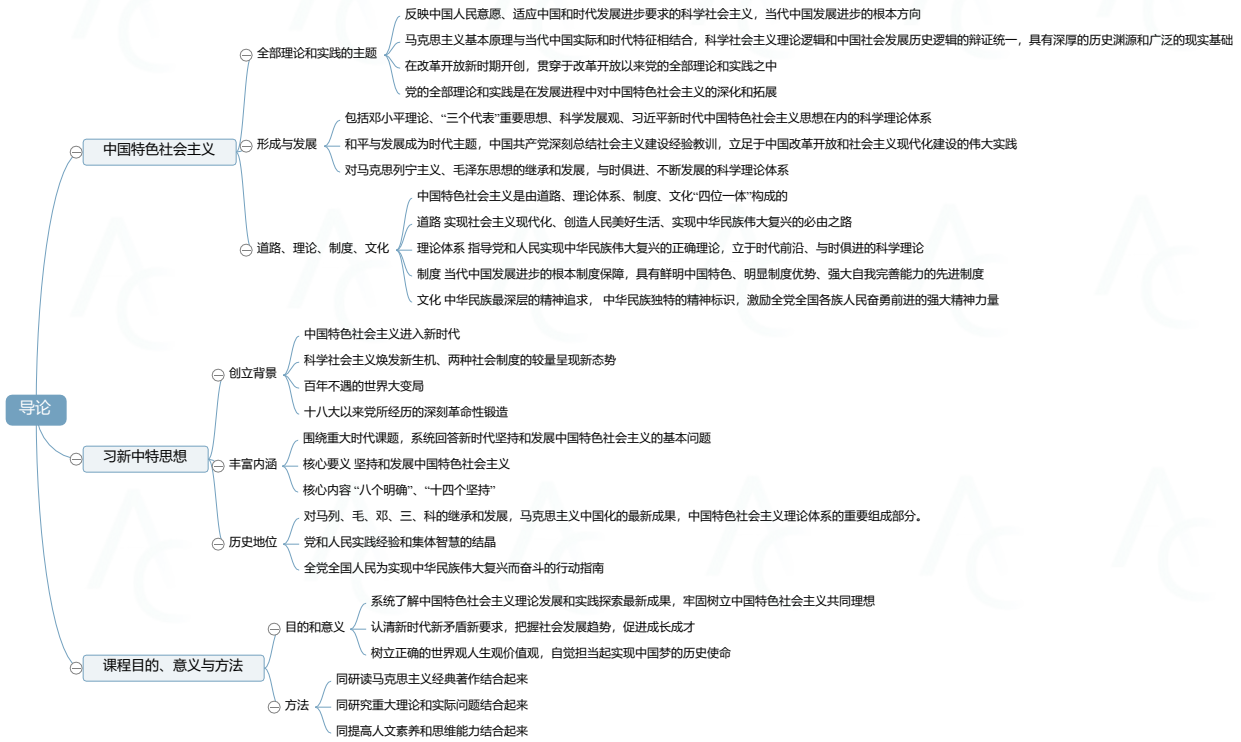 导论
中国特色社会主义
全部理论和实践的主题
反映中国人民意愿、适应中国和时代发展进步要求的科学社会主义，当代中国发展进步的根本方向
马克思主义基本原理与当代中国实际和时代特征相结合，科学社会主义理论逻辑和中国社会发展历史逻辑的辩证统一，具有深厚的历史渊源和广泛的现实基础
在改革开放新时期开创，贯穿于改革开放以来党的全部理论和实践之中
党的全部理论和实践是在发展进程中对中国特色社会主义的深化和拓展
形成与发展
包括邓小平理论、“三个代表”重要思想、科学发展观、习近平新时代中国特色社会主义思想在内的科学理论体系
和平与发展成为时代主题，中国共产党深刻总结社会主义建设经验教训，立足于中国改革开放和社会主义现代化建设的伟大实践
对马克思列宁主义、毛泽东思想的继承和发展，与时俱进、不断发展的科学理论体系
道路、理论、制度、文化
中国特色社会主义是由道路、理论体系、制度、文化“四位一体”构成的
道路 实现社会主义现代化、创造人民美好生活、实现中华民族伟大复兴的必由之路
理论体系 指导党和人民实现中华民族伟大复兴的正确理论，立于时代前沿、与时俱进的科学理论
制度 当代中国发展进步的根本制度保障，具有鲜明中国特色、明显制度优势、强大自我完善能力的先进制度
文化 中华民族最深层的精神追求， 中华民族独特的精神标识，激励全党全国各族人民奋勇前进的强大精神力量
习新中特思想
创立背景
中国特色社会主义进入新时代
科学社会主义焕发新生机、两种社会制度的较量呈现新态势
百年不遇的世界大变局
十八大以来党所经历的深刻革命性锻造
丰富内涵
围绕重大时代课题，系统回答新时代坚持和发展中国特色社会主义的基本问题
核心要义 坚持和发展中国特色社会主义
核心内容 “八个明确”、“十四个坚持”
历史地位
对马列、毛、邓、三、科的继承和发展，马克思主义中国化的最新成果，中国特色社会主义理论体系的重要组成部分。
党和人民实践经验和集体智慧的结晶
全党全国人民为实现中华民族伟大复兴而奋斗的行动指南
课程目的、意义与方法
目的和意义
系统了解中国特色社会主义理论发展和实践探索最新成果，牢固树立中国特色社会主义共同理想
认清新时代新矛盾新要求，把握社会发展趋势，促进成长成才
树立正确的世界观人生观价值观，自觉担当起实现中国梦的历史使命
方法
同研读马克思主义经典著作结合起来
同研究重大理论和实际问题结合起来
同提高人文素养和思维能力结合起来